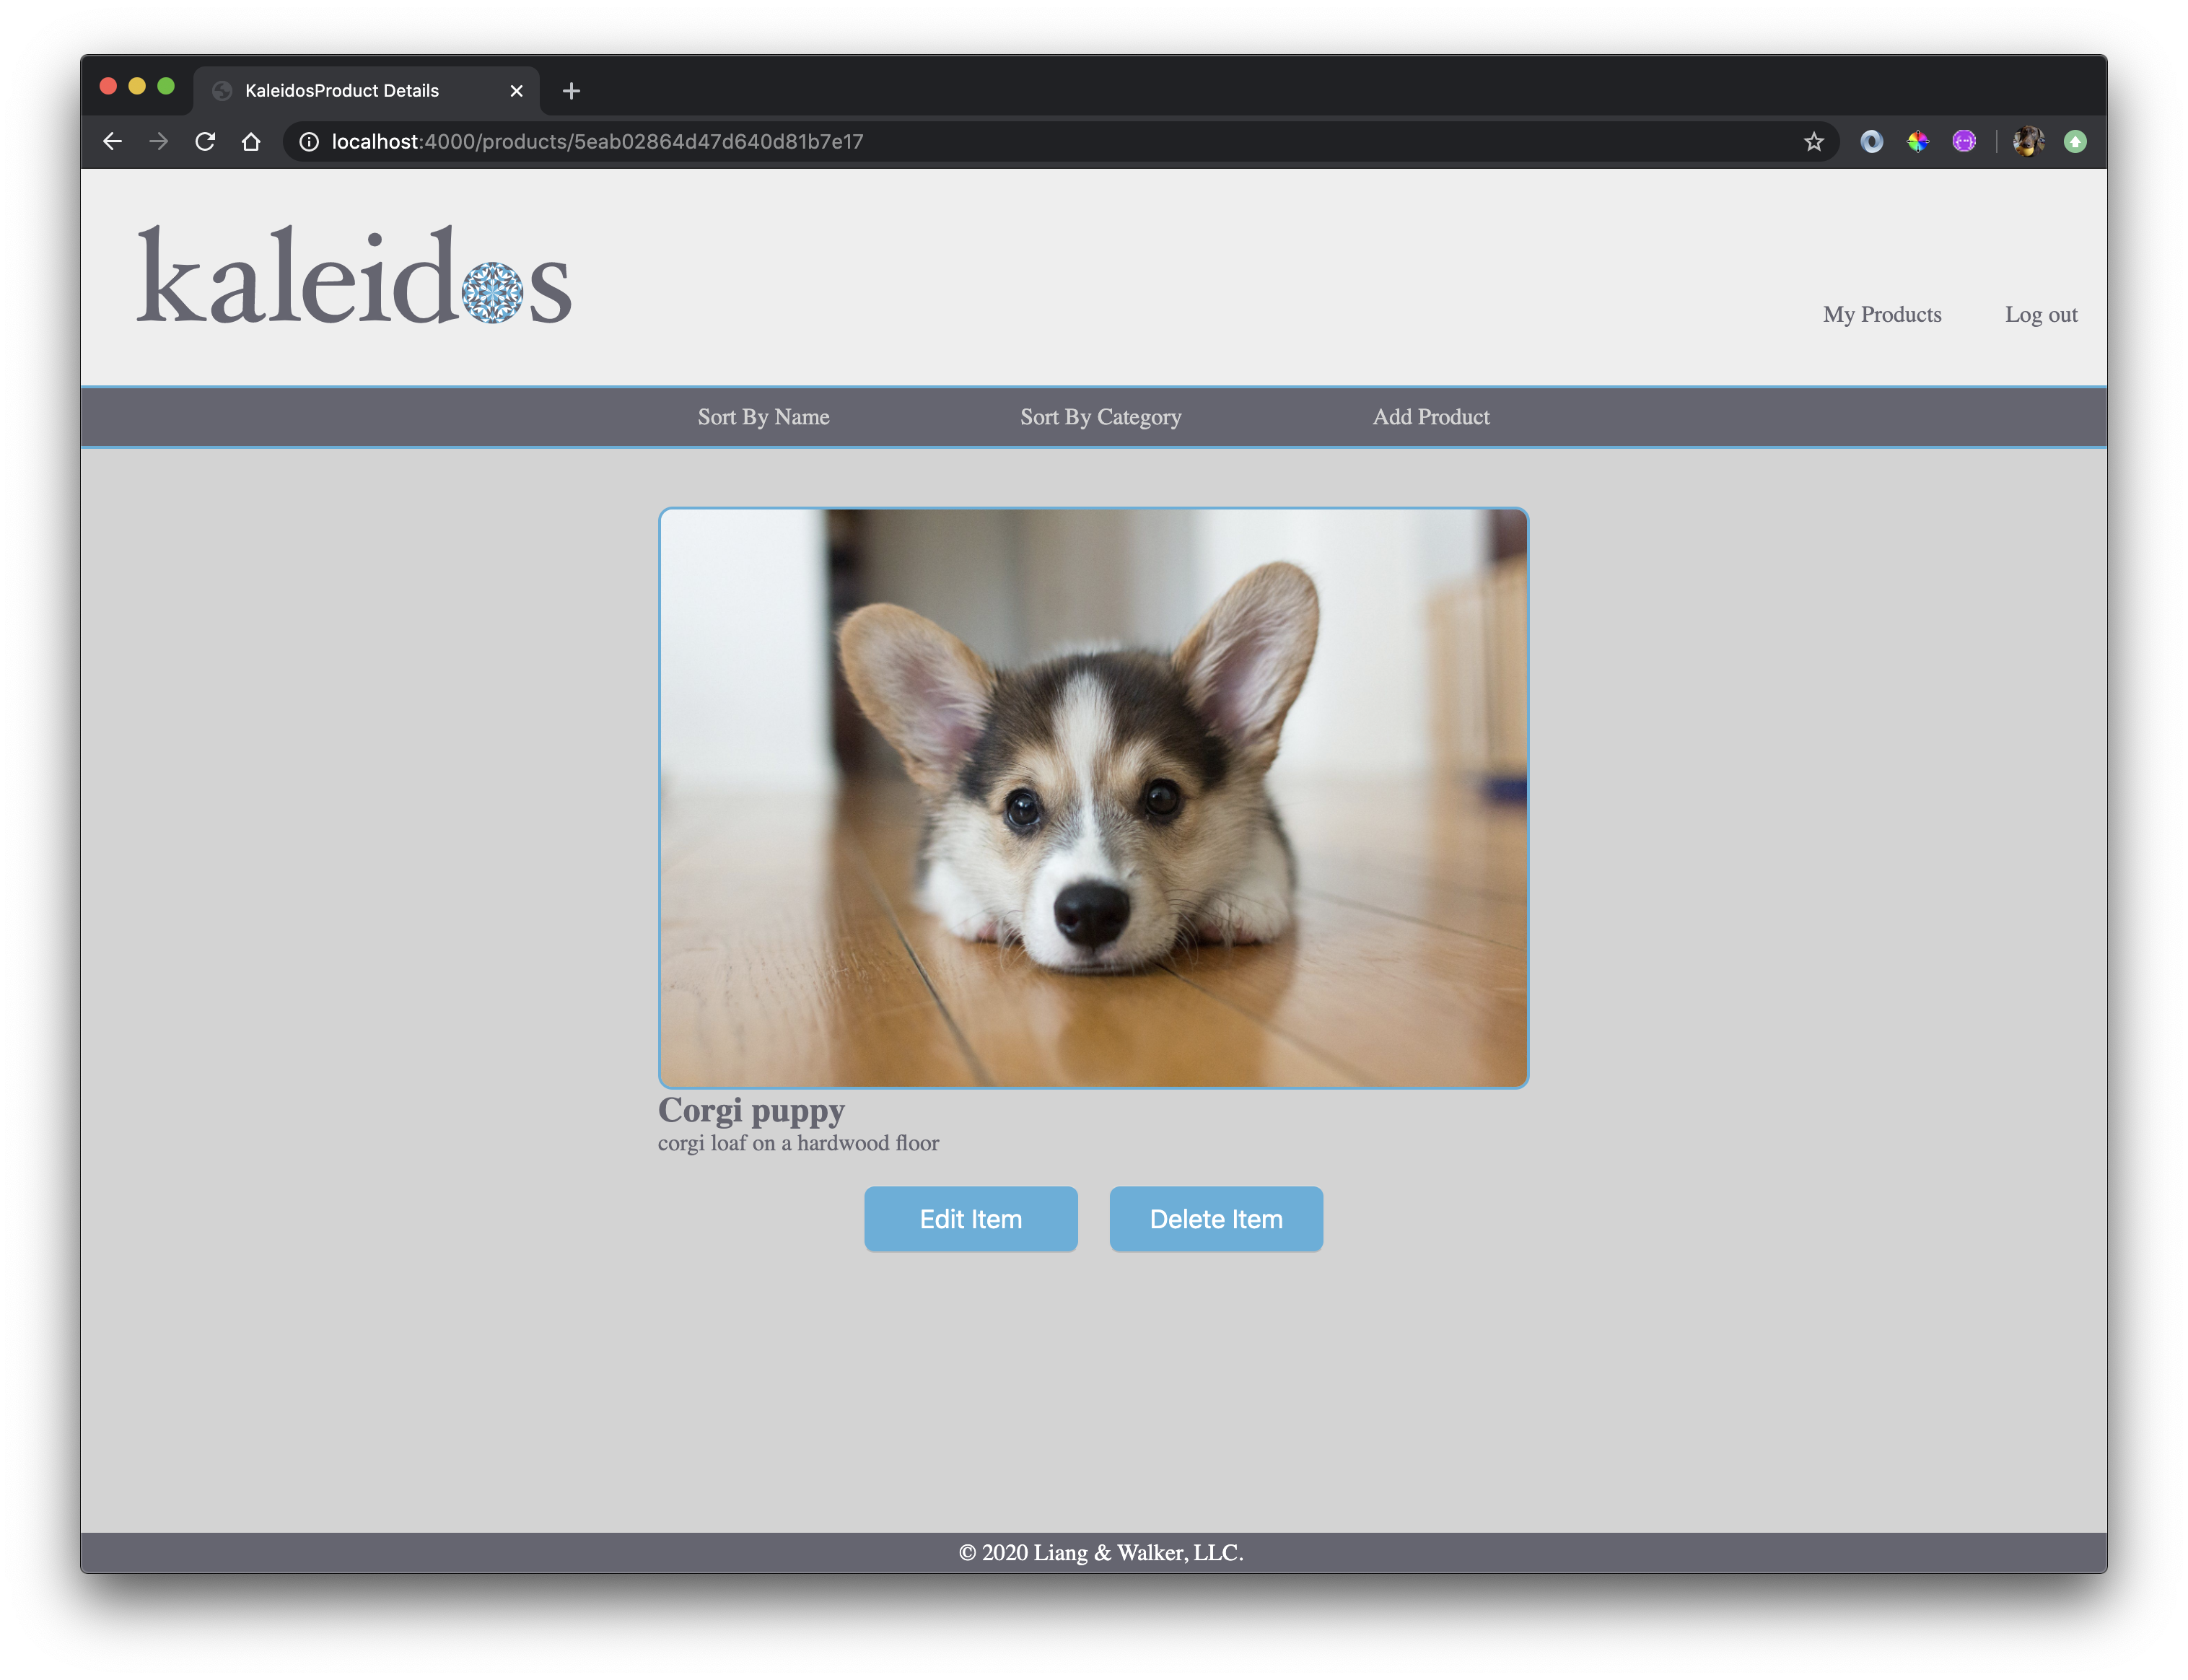 KaleidosProduct Details
localhost:4000/products/5eab02864d47d640d81b7e17
kaleidos
My Products Log out
Sort By Name Sort By Category Add Product
Corgi puppy
corgi loaf on a hardwood floor
Edit Item Delete Item
© 2020 Liang & Walker, LLC.